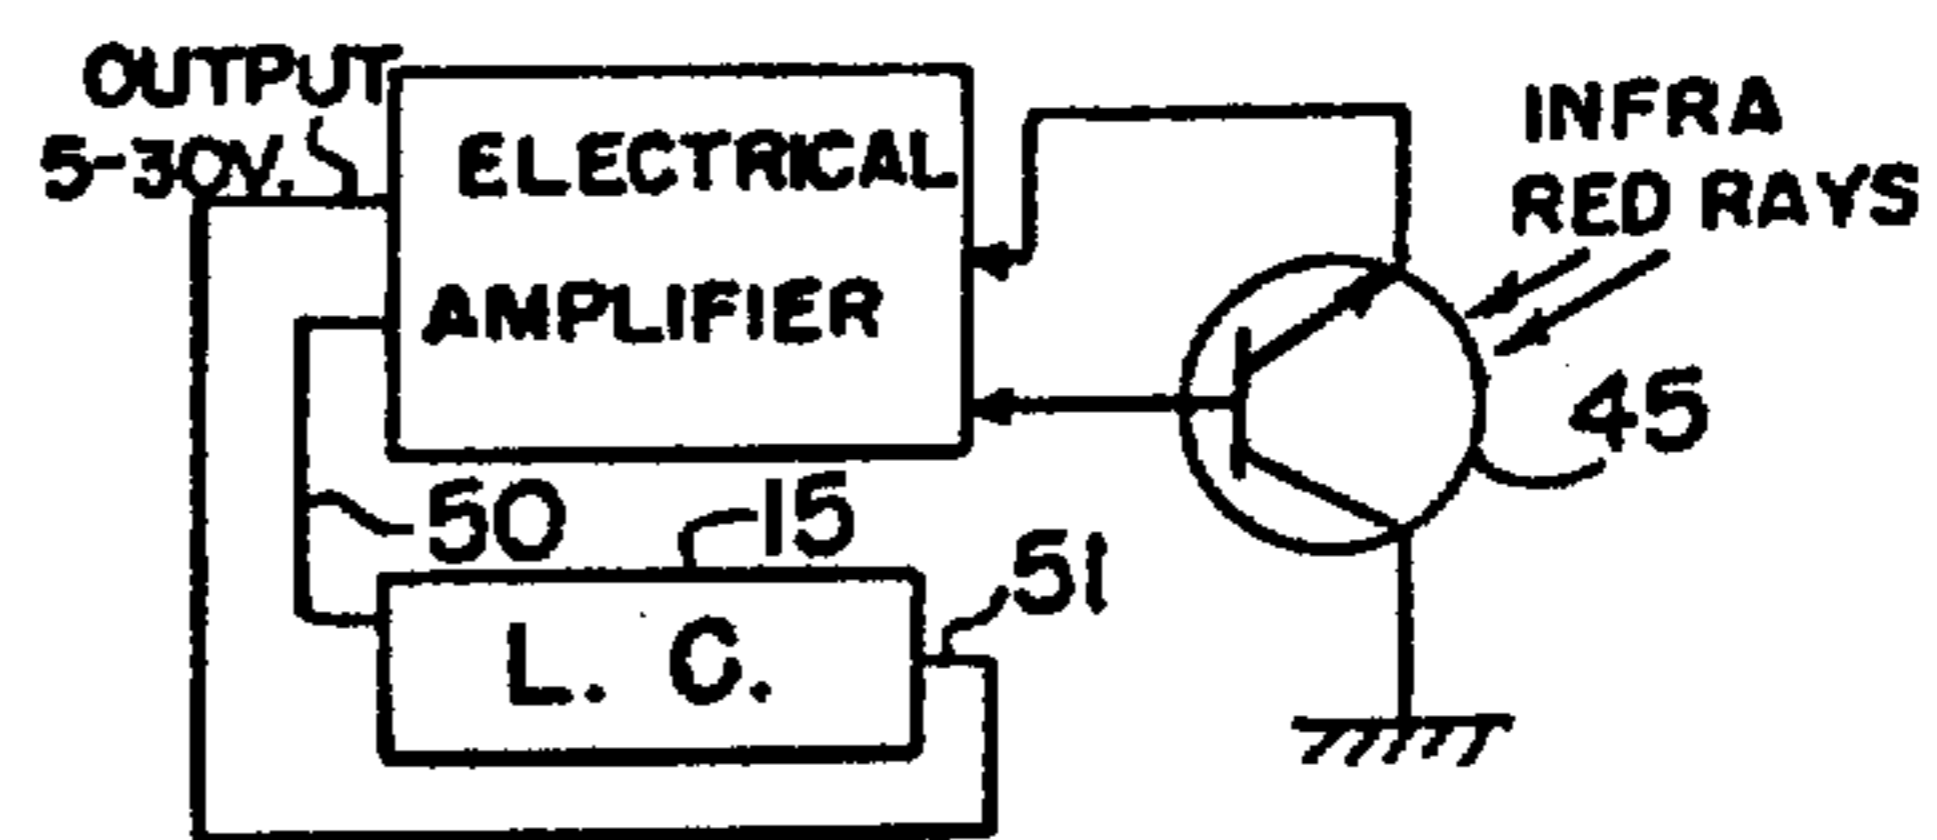 OUTPUT
5-30V.
ELECTRICAL
AMPLIFIER
INFRA
RED RAYS
45
50
15
51
L. C.